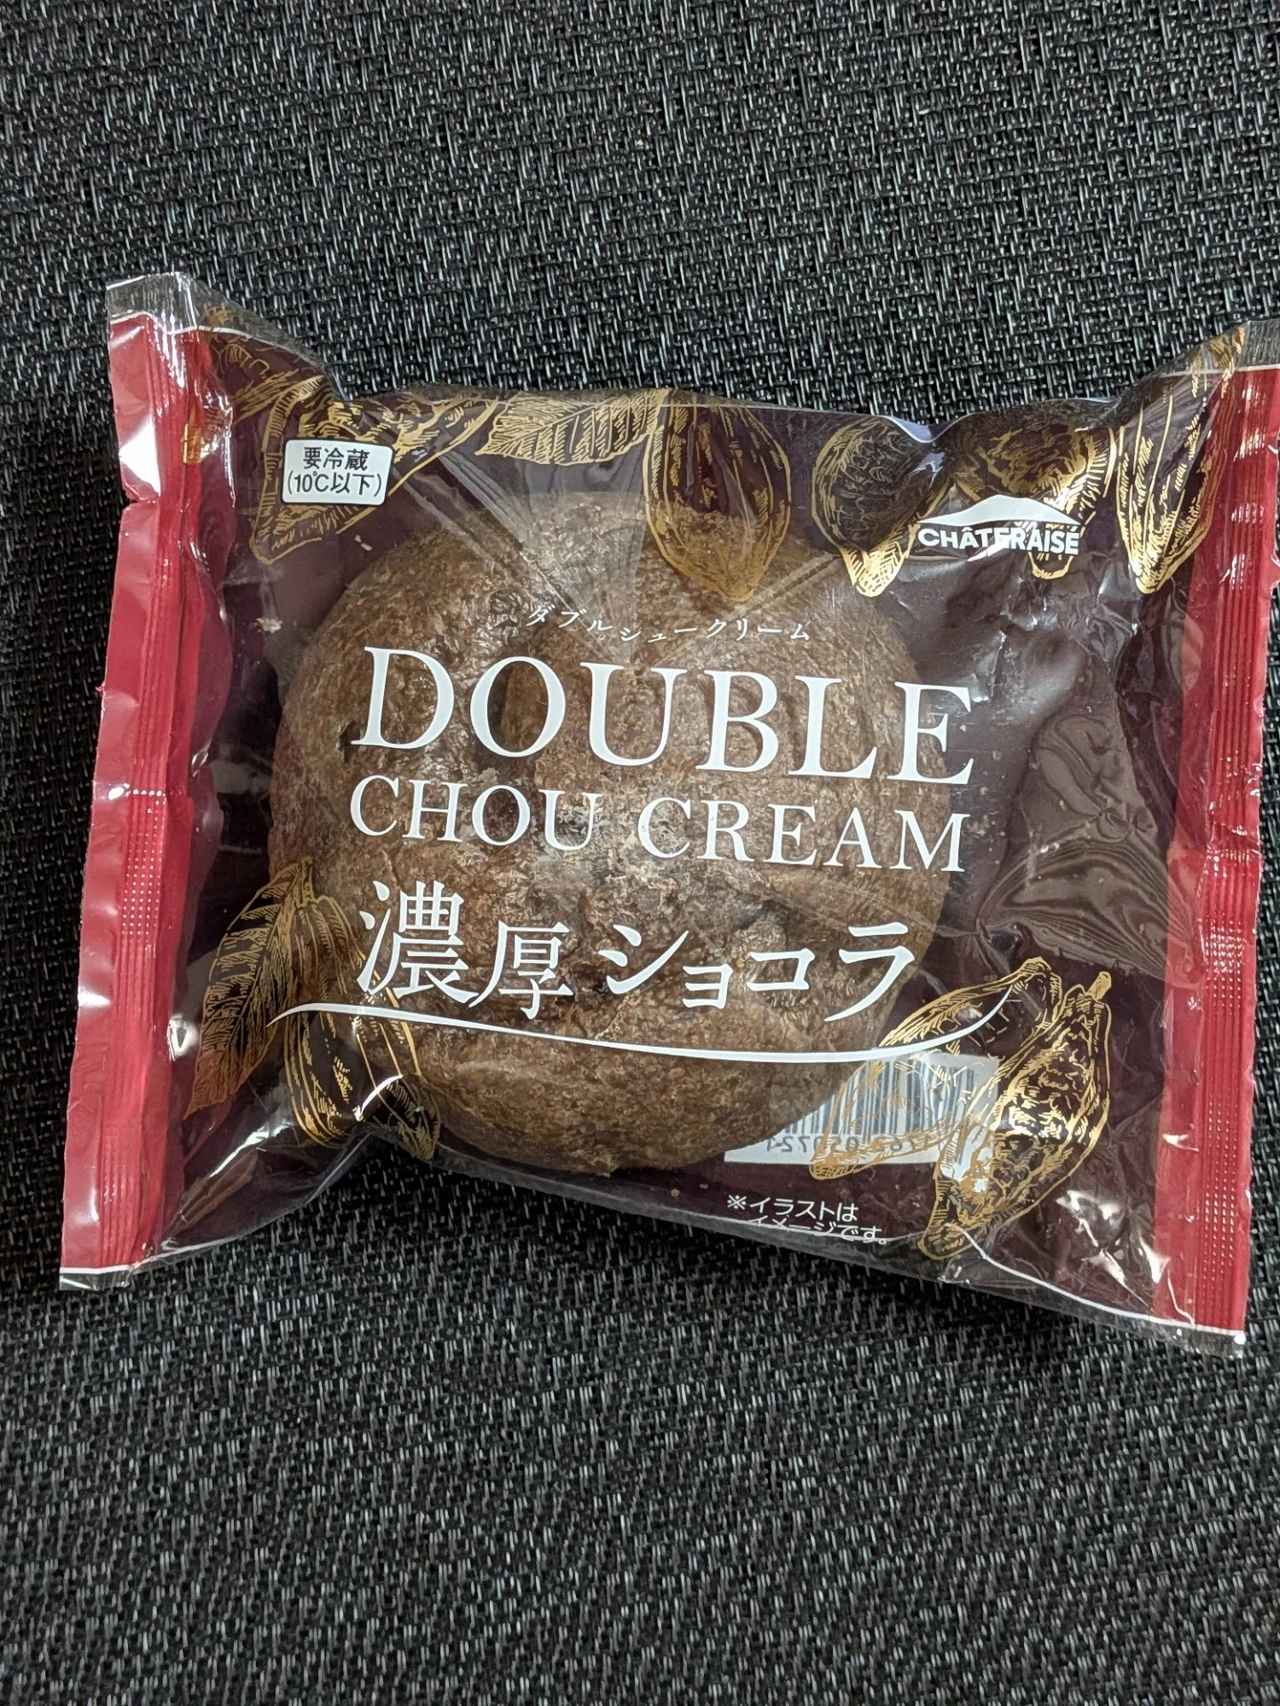 要冷蔵
(10℃以下)
CHÂTERAISÉ
ダブルシュークリーム
DOUBLE
CHOU CREAM
濃厚ショコラ
※イラストは
イメージです。